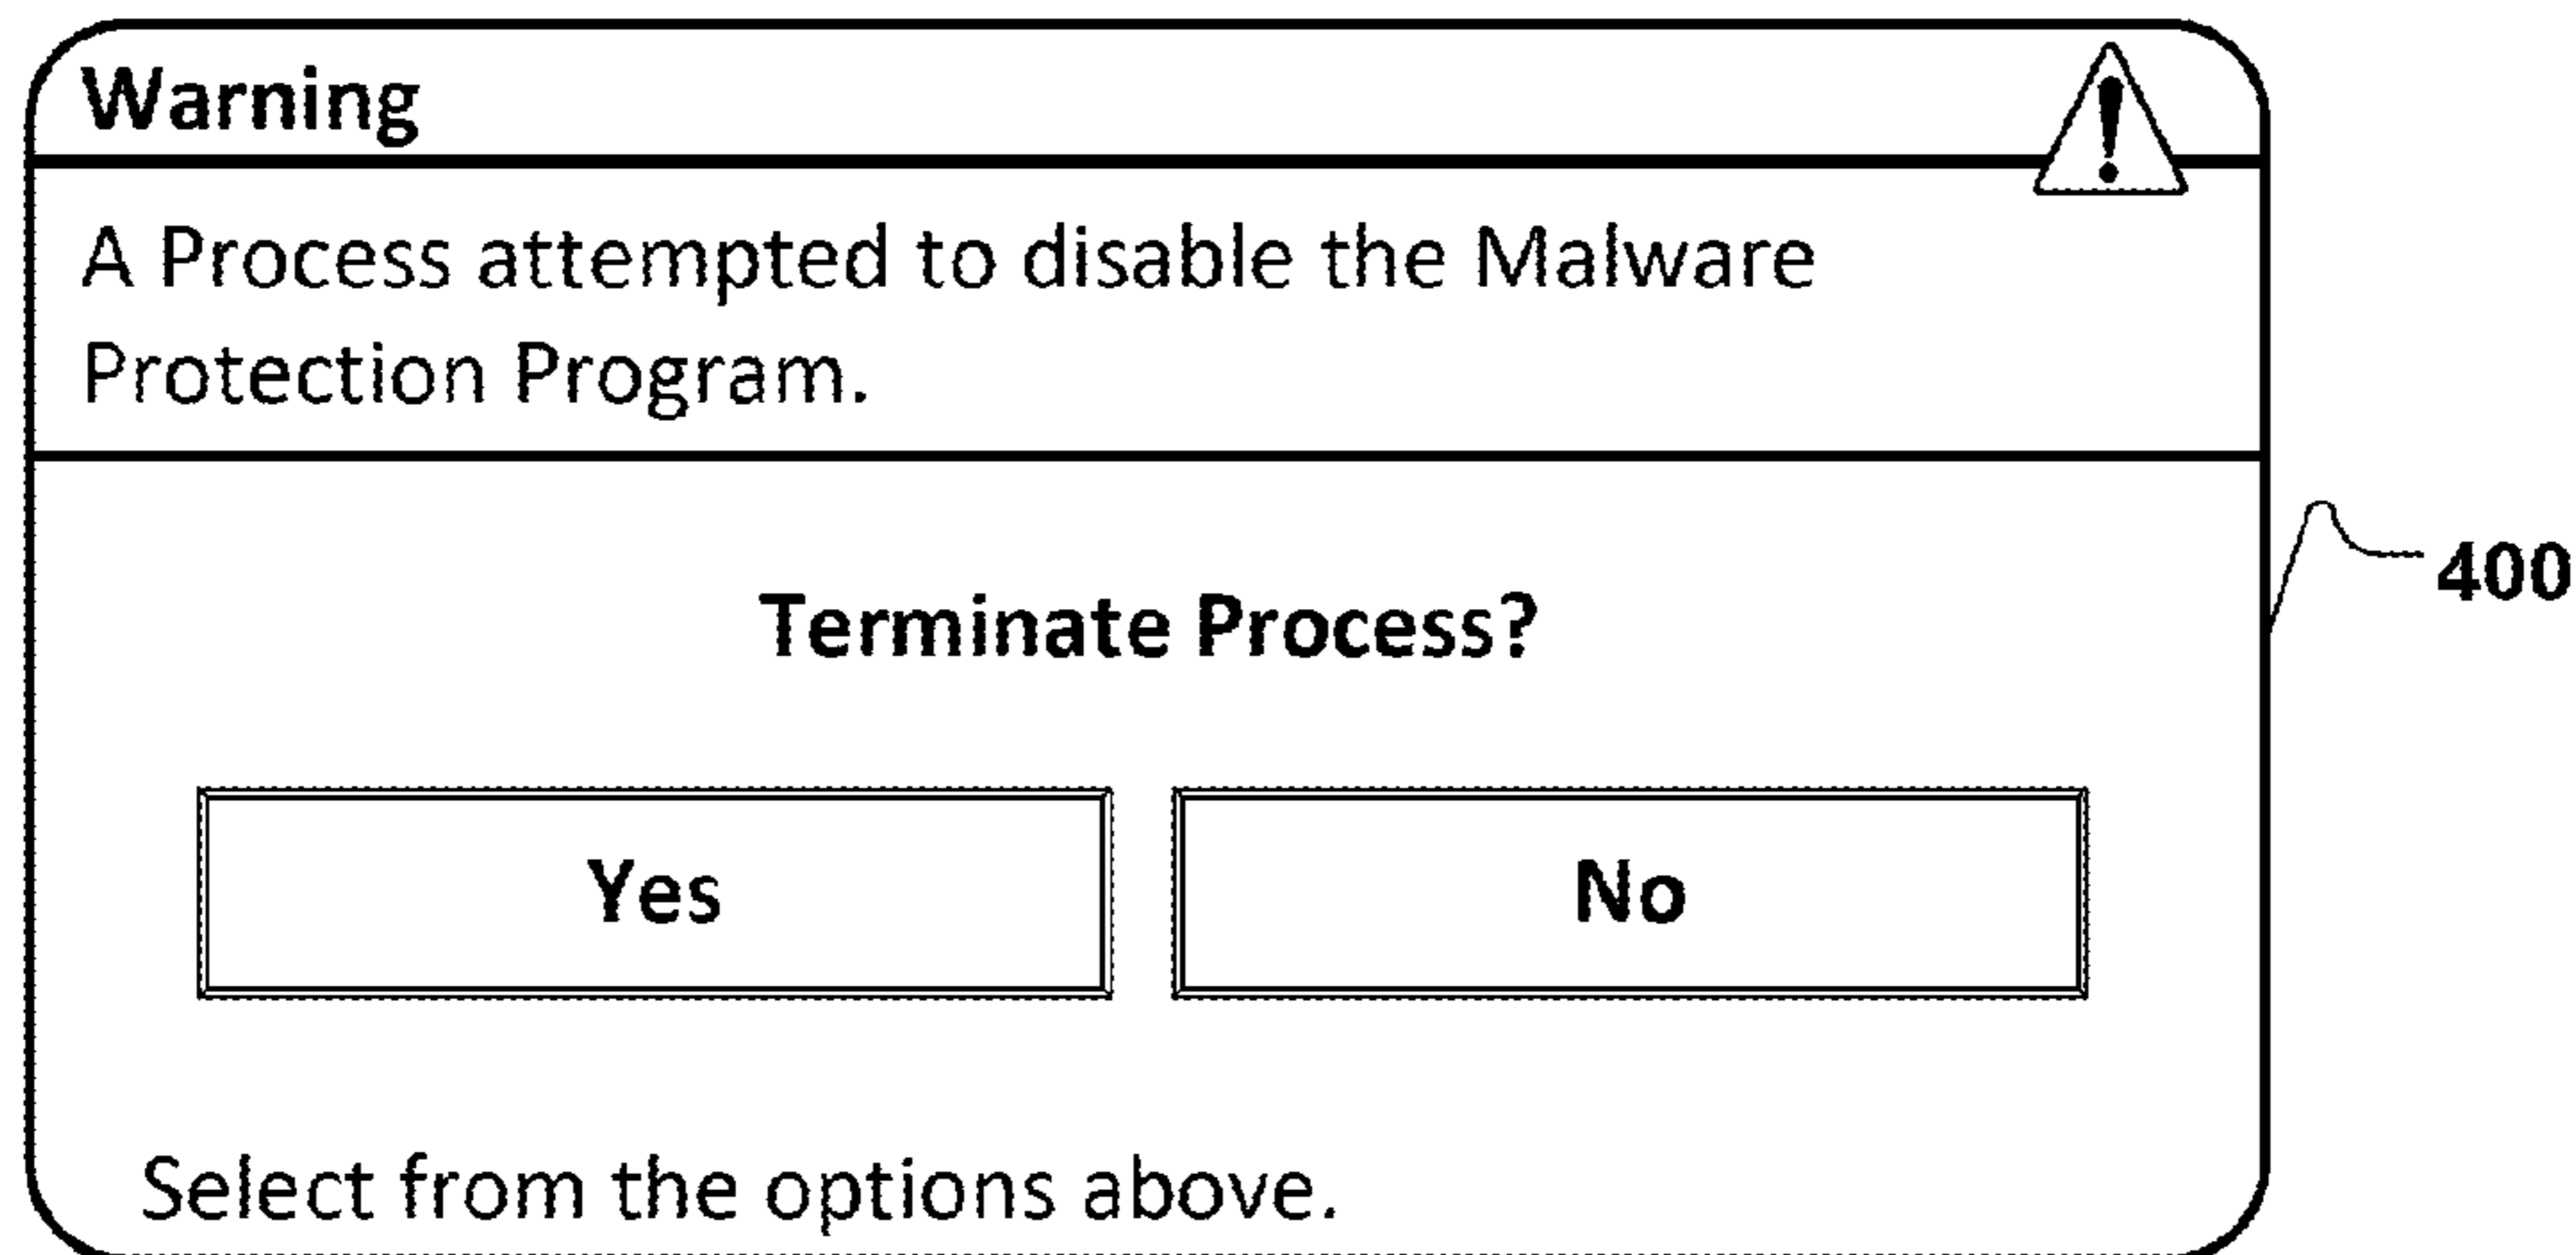 Warning
A Process attempted to disable the Malware
Protection Program.
400
Terminate Process?
Yes No
Select from the options above.